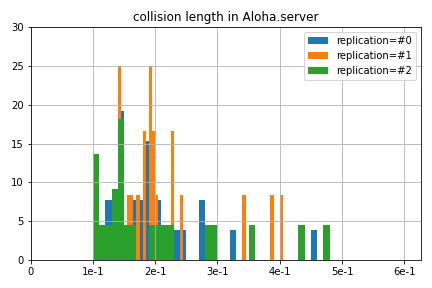 collision length in Aloha.server
replication=#0
replication=#1
replication=#2
30
25
20
15
10
5
0
0 1e-1 2e-1 3e-1 4e-1 5e-1 6e-1